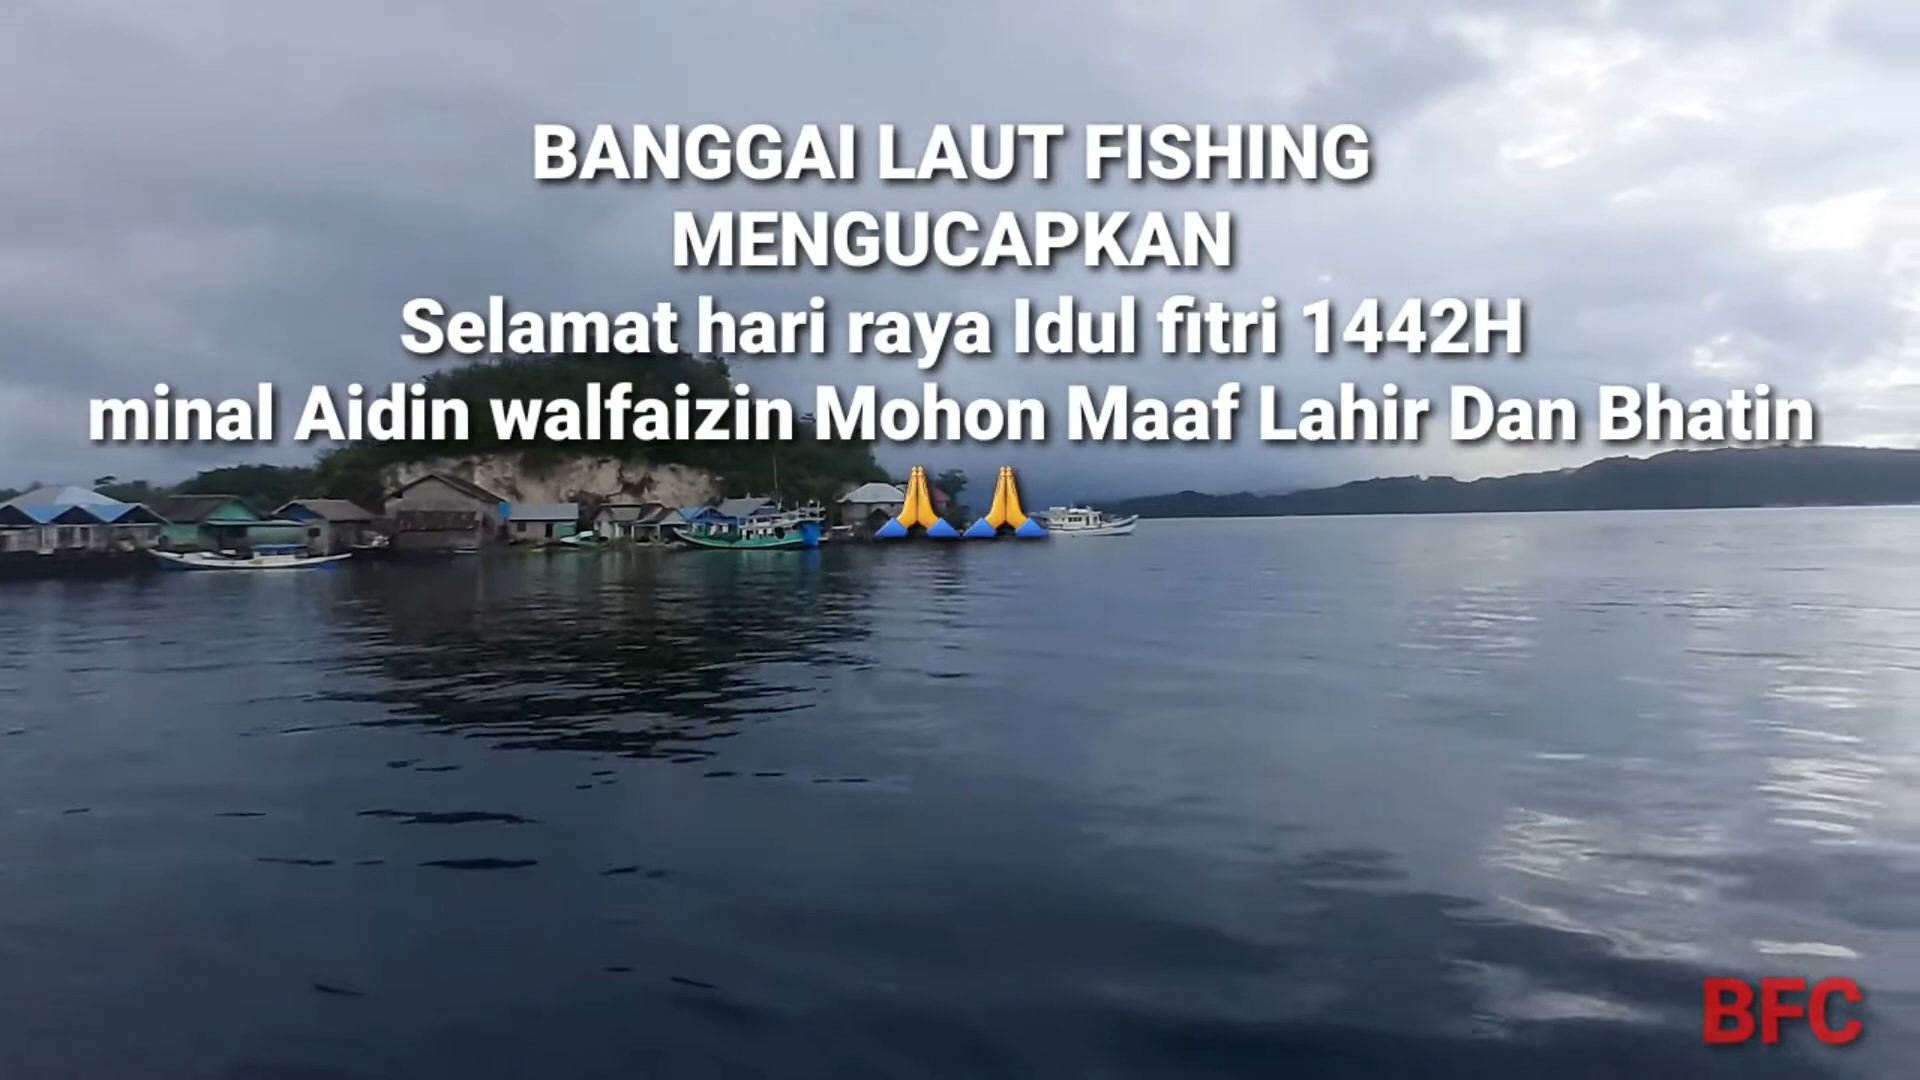 BANGGAI LAUT FISHING
MENGUCAPKAN
Selamat hari raya Idul fitri 1442H
minal Aidin walfaizin Mohon Maaf Lahir Dan Bhatin
🙏🙏
BFC